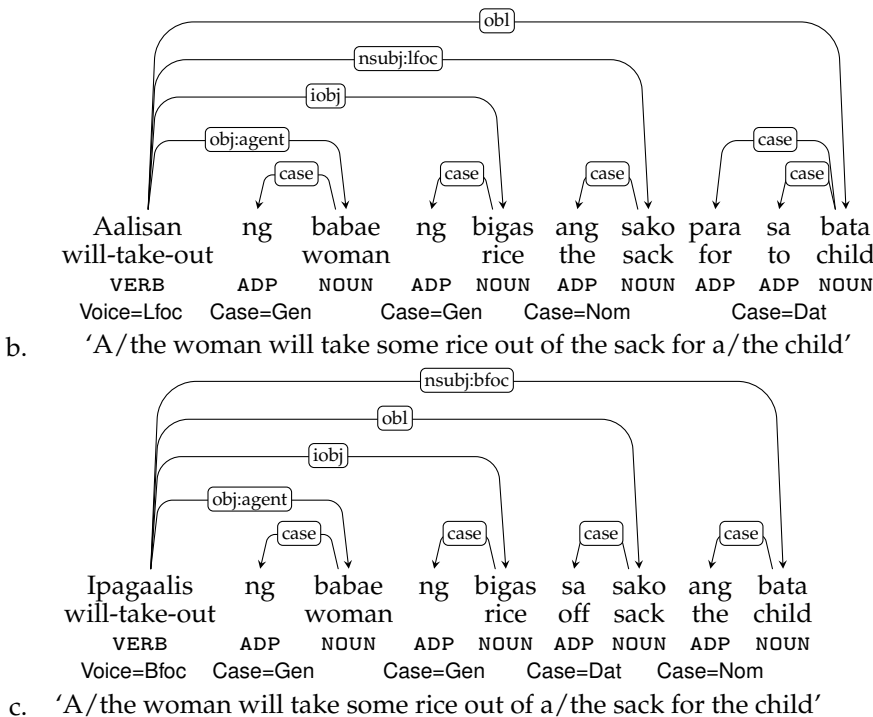 obl
nsubj:lfoc
iobj
obj:agent
case case case case case
Aalisan ng babae ng bigas ang sako para sa bata
will-take-out woman rice the sack for to child
VERB ADP NOUN ADP NOUN ADP NOUN ADP ADP NOUN
Voice=Lfoc Case=Gen Case=Gen Case=Nom Case=Dat
b. 'A/the woman will take some rice out of the sack for a/the child'
nsubj:bfoc
obl
iobj
obj:agent
case case case case
Ipagaalis ng babae ng bigas sa sako ang bata
will-take-out woman rice off sack the child
VERB ADP NOUN ADP NOUN ADP NOUN ADP NOUN
Voice=Bfoc Case=Gen Case=Gen Case=Dat Case=Nom
c. 'A/the woman will take some rice out of a/the sack for the child'